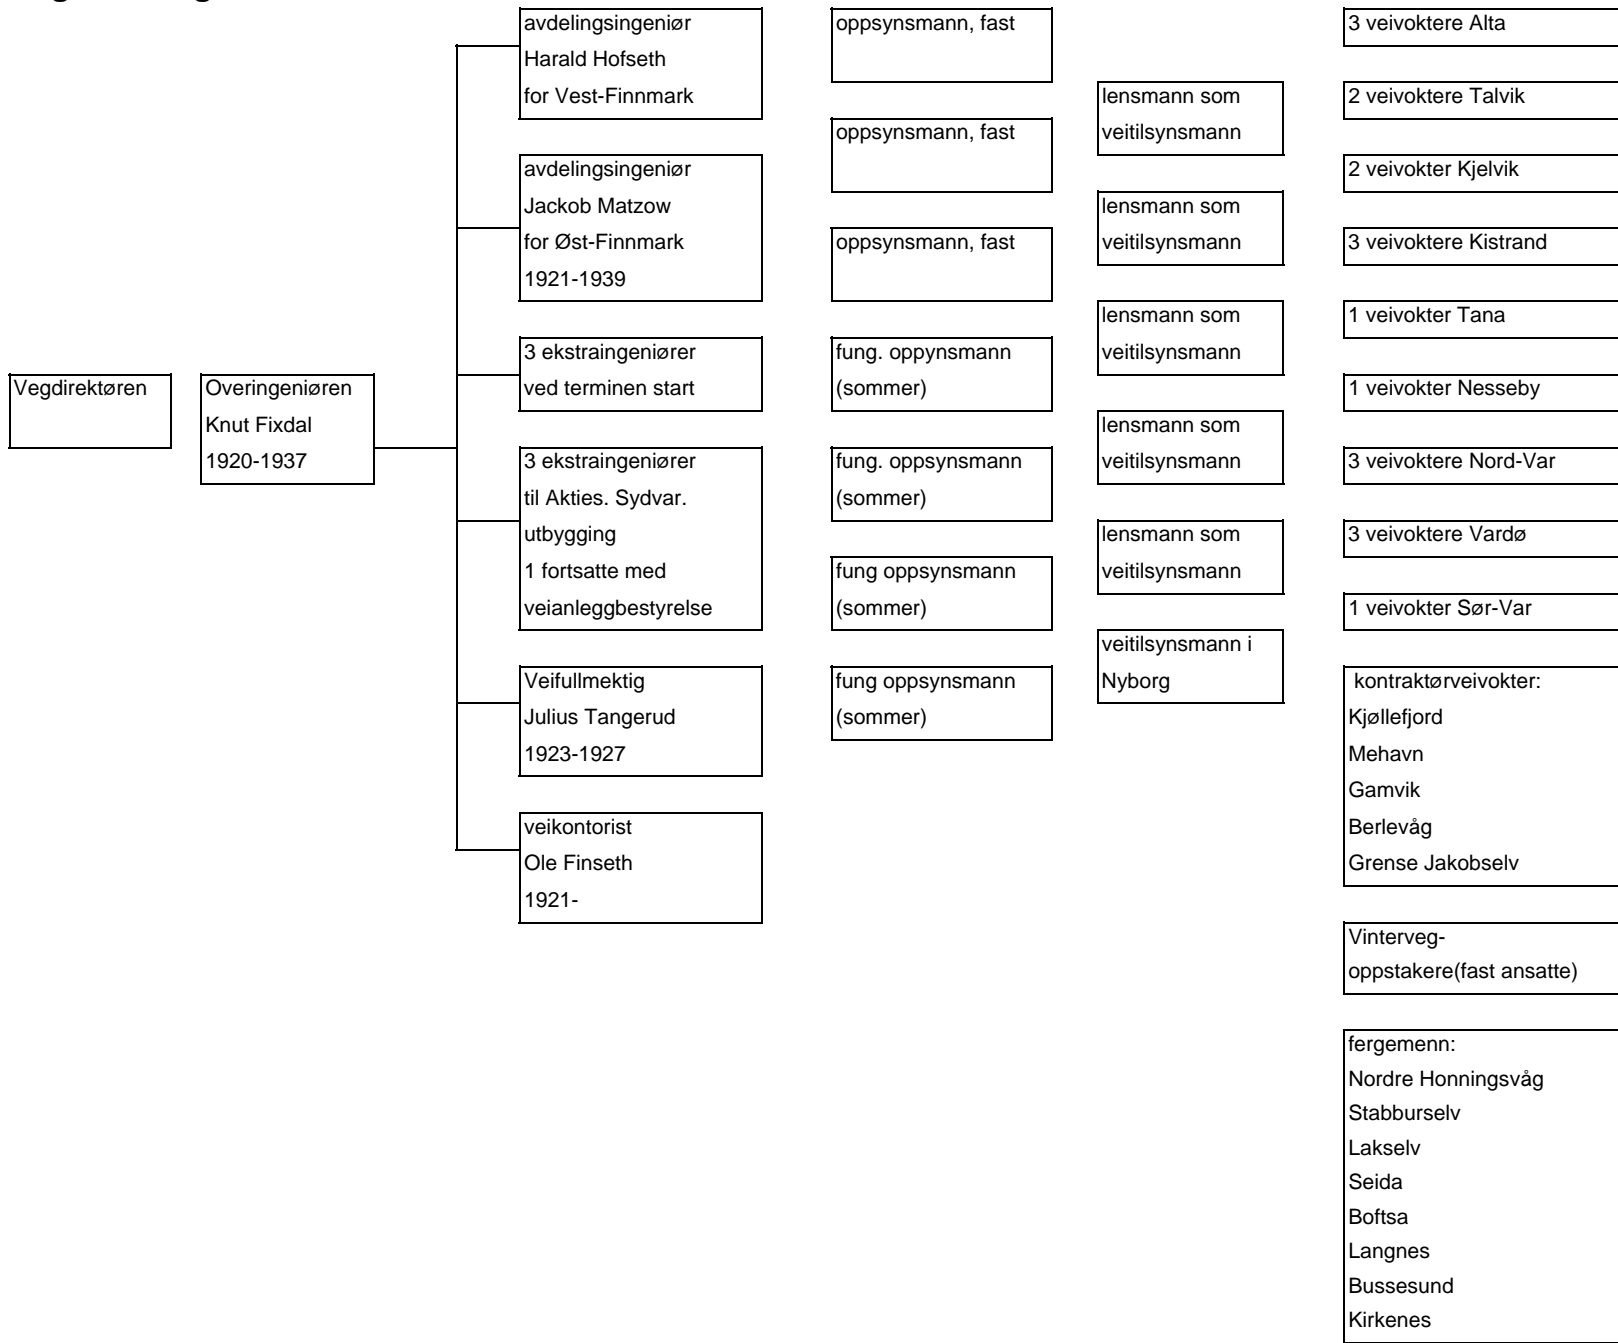 Vegdirektøren
Overingeniøren
Knut Fixdal
1920-1937
avdelingsingeniør
Harald Hofseth
for Vest-Finnmark
avdelingsingeniør
Jackob Matzow
for Øst-Finnmark
1921-1939
3 ekstraingeniører
ved terminen start
3 ekstraingeniører
til Akties. Sydvar.
utbygging
1 fortsatte med
veianleggbestyrelse
Veifullmektig
Julius Tangerud
1923-1927
veikontorist
Ole Finseth
1921-
oppsynsmann, fast
oppsynsmann, fast
oppsynsmann, fast
fung. oppynsmann
(sommer)
fung. oppsynsmann
(sommer)
fung oppsynsmann
(sommer)
fung oppsynsmann
(sommer)
lensmann som
veitilsynsmann
lensmann som
veitilsynsmann
lensmann som
veitilsynsmann
lensmann som
veitilsynsmann
lensmann som
veitilsynsmann
veitilsynsmann i
Nyborg
3 veivoktere Alta
2 veivoktere Talvik
2 veivokter Kjelvik
3 veivoktere Kistrand
1 veivokter Tana
1 veivokter Nesseby
3 veivoktere Nord-Var
3 veivoktere Vardø
1 veivokter Sør-Var
kontraktørveivokter:
Kjøllefjord
Mehavn
Gamvik
Berlevåg
Grense Jakobselv
Vinterveg-
oppstakere(fast ansatte)
fergemenn:
Nordre Honningsvåg
Stabburselv
Lakselv
Seida
Boftsa
Langnes
Bussesund
Kirkenes